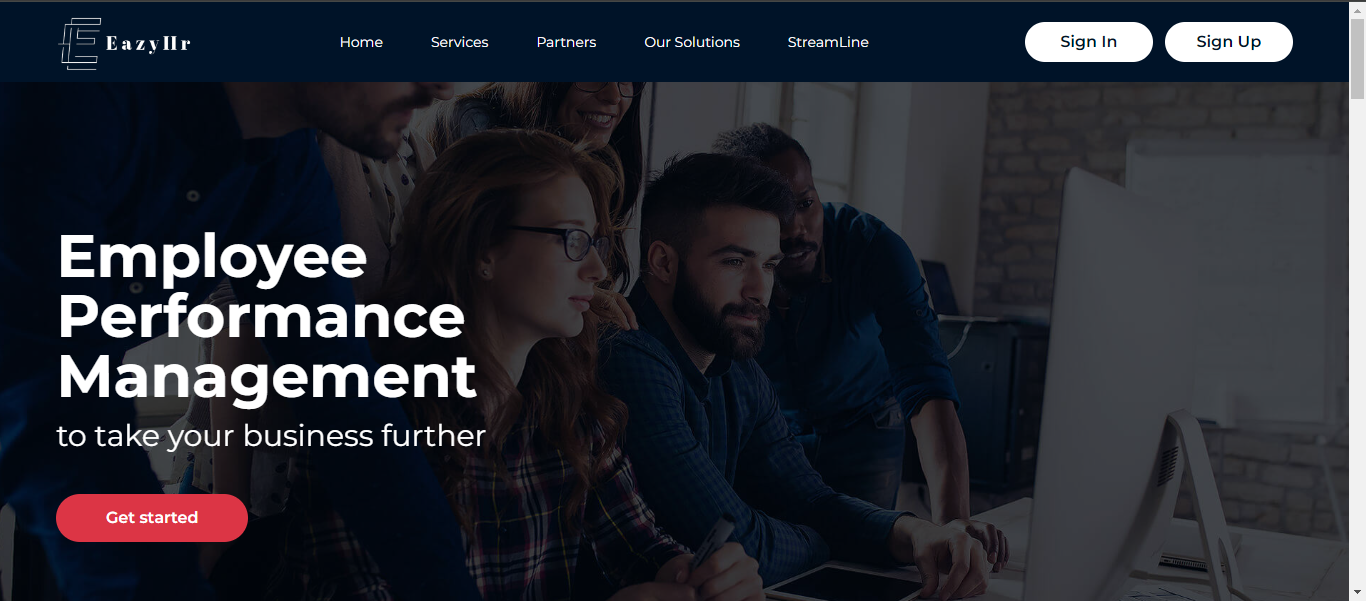 EazyHr
Home
Services
Partners
Our Solutions
StreamLine
Sign In
Sign Up
Employee
Performance
Management
to take your business further
Get started